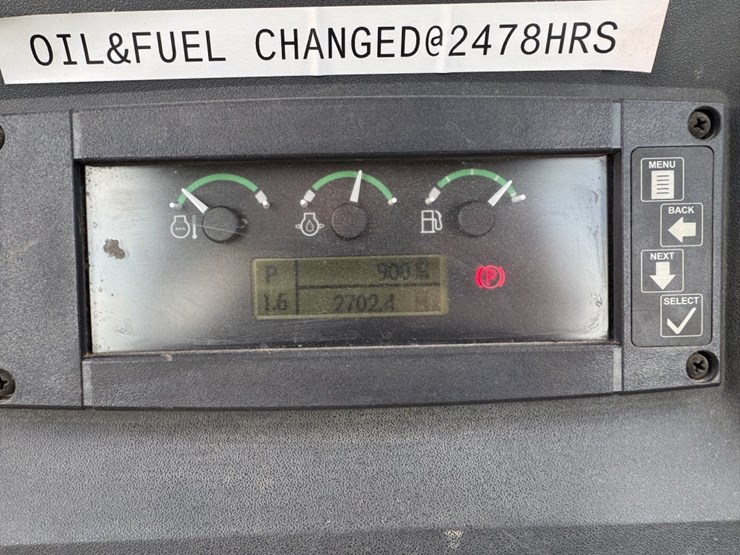 OIL&FUEL CHANGED@2478HRS
MENU
BACK
NEXT
SELECT
P 900
(P)
1.6 2702.4